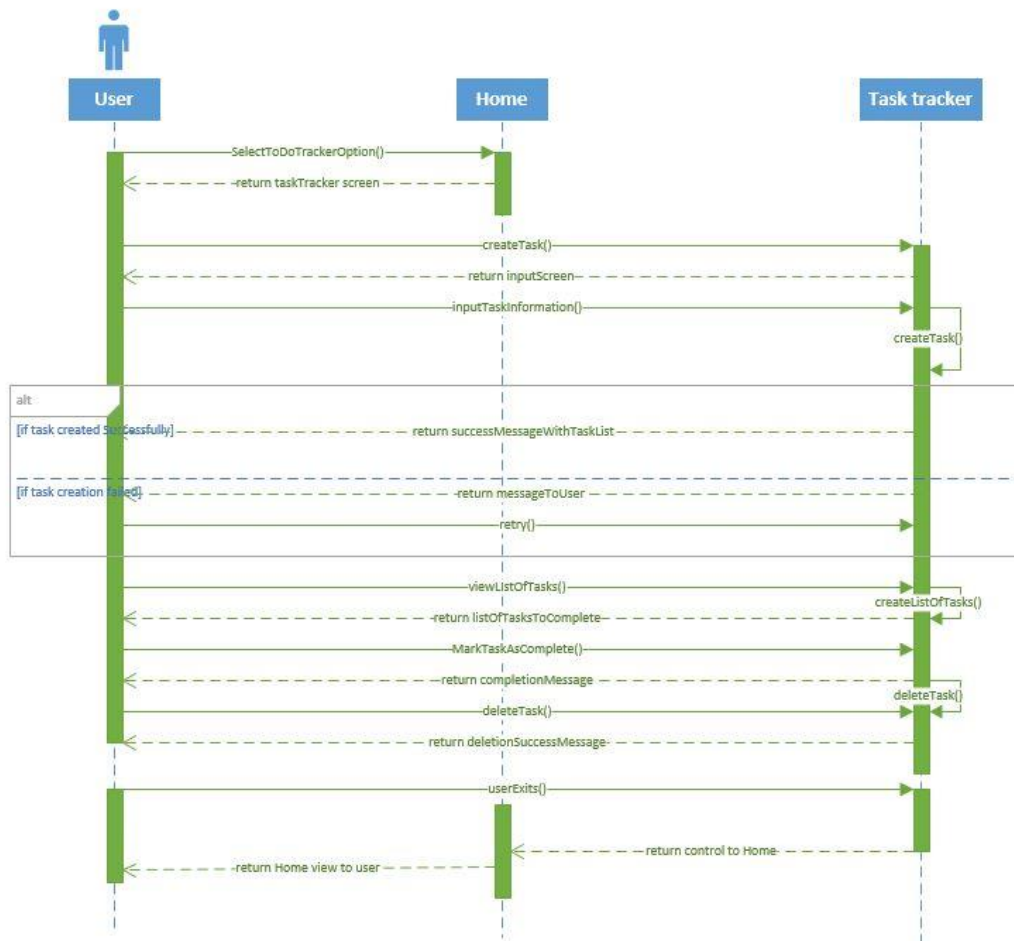 User
Home
Task tracker
SelectToDoTrackerOption()
return taskTracker screen
createTask()
return inputScreen
inputTaskInformation()
createTask()
alt
[if task created Successfully]
return successMessageWithTaskList
[if task creation failed]
return messageToUser
retry()
viewListOfTasks()
createListOfTasks()
return listOfTasksToComplete
MarkTaskAsComplete()
return completionMessage
deleteTask()
deleteTask()
return deletionSuccessMessage
userExits()
return control to Home
return Home view to user